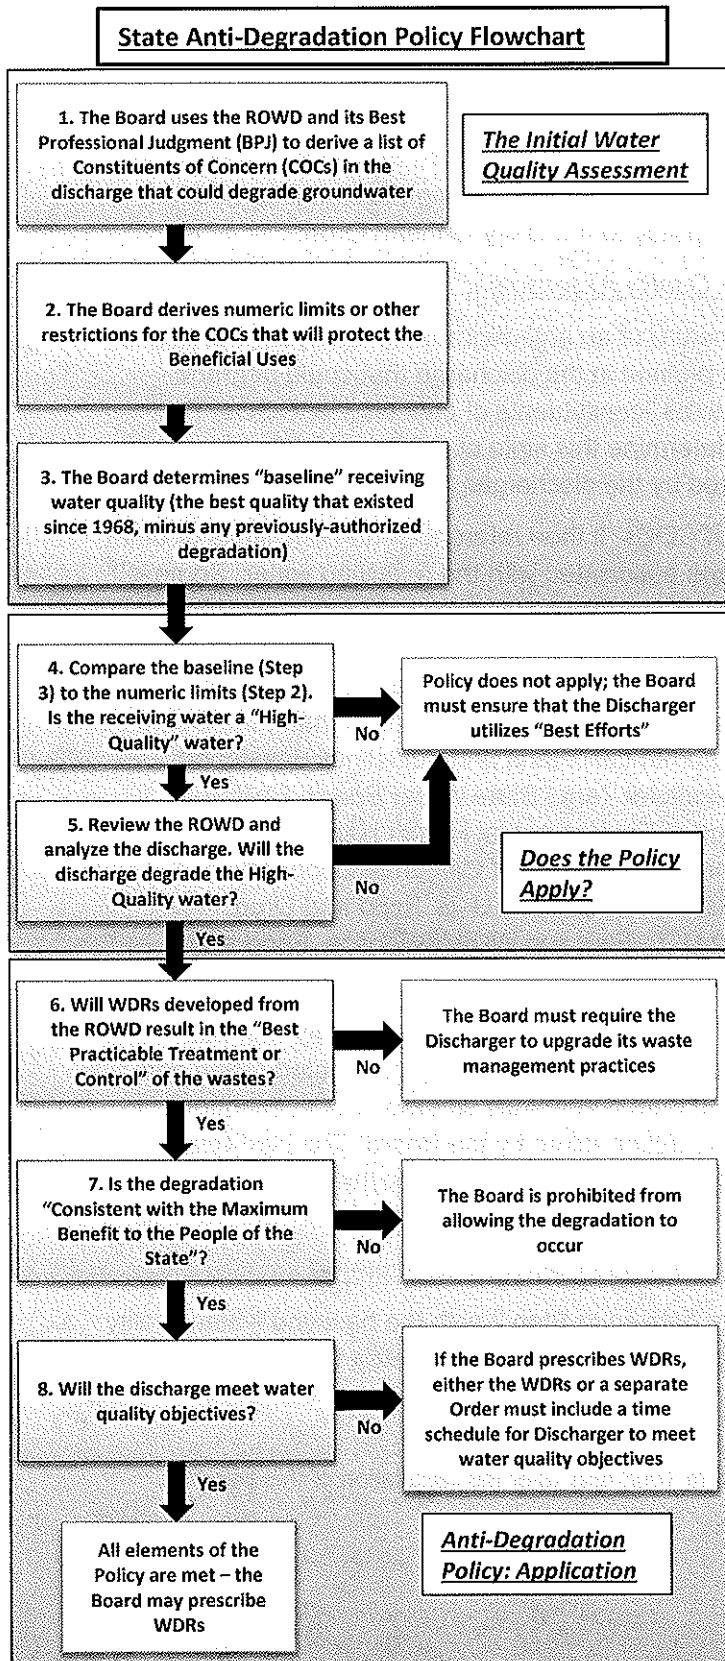 State Anti-Degradation Policy Flowchart
1. The Board uses the ROWD and its Best
Professional Judgment (BPJ) to derive a list of
Constituents of Concern (COCs) in the
discharge that could degrade groundwater
The Initial Water
Quality Assessment
2. The Board derives numeric limits or other
restrictions for the COCs that will protect the
Beneficial Uses
3. The Board determines “baseline” receiving
water quality (the best quality that existed
since 1968, minus any previously-authorized
degradation)
4. Compare the baseline (Step
3) to the numeric limits (Step 2).
Is the receiving water a “High-
Quality” water?
No
Policy does not apply; the Board
must ensure that the Discharger
utilizes “Best Efforts”
Yes
5. Review the ROWD and
analyze the discharge. Will the
discharge degrade the High-
Quality water?
No
Does the Policy
Apply?
Yes
6. Will WDRs developed from
the ROWD result in the “Best
Practicable Treatment or
Control” of the wastes?
No
The Board must require the
Discharger to upgrade its waste
management practices
Yes
7. Is the degradation
“Consistent with the Maximum
Benefit to the People of the
State”?
No
The Board is prohibited from
allowing the degradation to
occur
Yes
8. Will the discharge meet water
quality objectives?
No
If the Board prescribes WDRs,
either the WDRs or a separate
Order must include a time
schedule for Discharger to meet
water quality objectives
Yes
All elements of the
Policy are met – the
Board may prescribe
WDRs
Anti-Degradation
Policy: Application